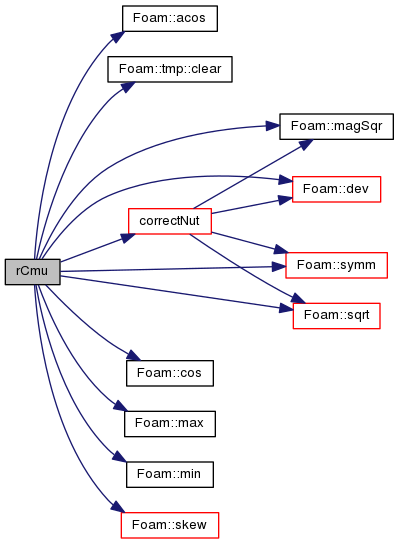 Foam::acos
Foam::tmp::clear
Foam::magSqr
Foam::dev
correctNut
rCmu
Foam::symm
Foam::sqrt
Foam::cos
Foam::max
Foam::min
Foam::skew